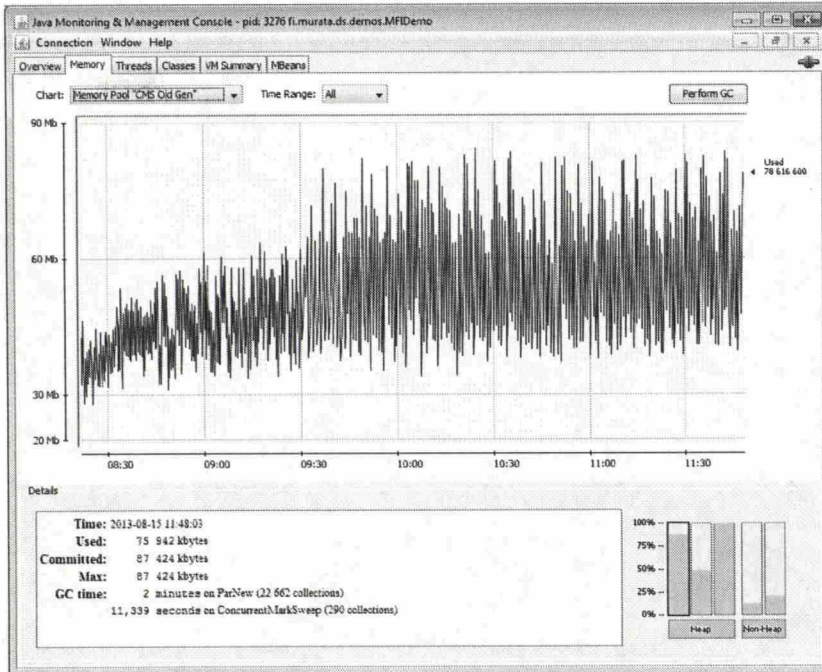 Java Monitoring & Management Console - pid: 3276 fi.murata.ds.demos.MFIDemo
Connection Window Help
Overview Memory Threads Classes VM Summary MBeans
Chart: Memory Pool "CMS Old Gen" Time Range: All Perform GC
90 Mb
Used
78 616 600
60 Mb
30 Mb
20 Mb
08:30 09:00 09:30 10:00 10:30 11:00 11:30
Details
Time: 2013-08-15 11:48:03
Used: 75 942 kbytes
Committed: 87 424 kbytes
Max: 87 424 kbytes
GC time: 2 minutes on ParNew (22 662 collections)
11,339 seconds on ConcurrentMarkSweep (290 collections)
100% --
75% --
50% --
25% --
0% --
Heap Non-Heap